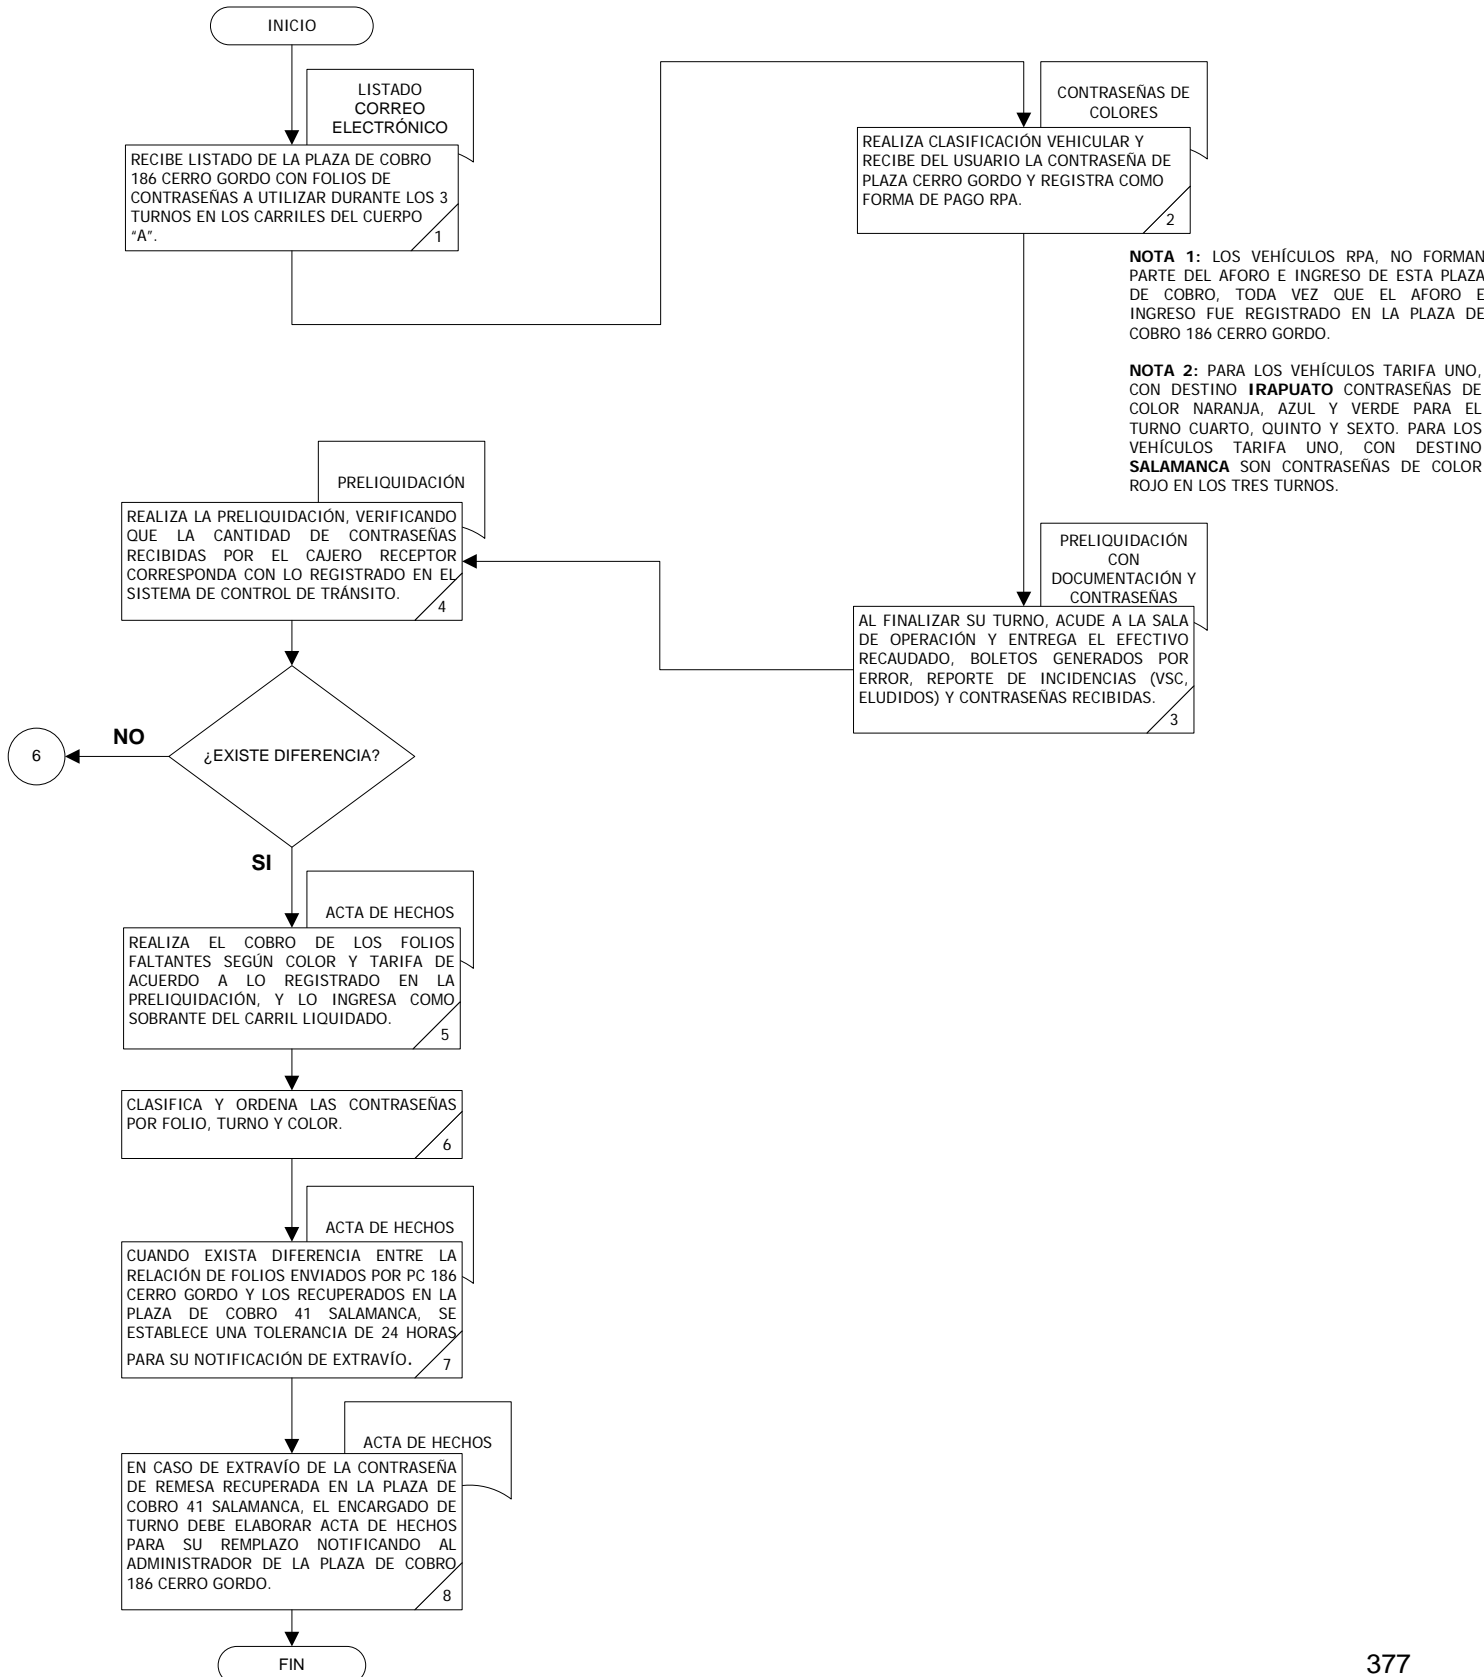 INICIO
LISTADO
CORREO
ELECTRÓNICO
RECIBE LISTADO DE LA PLAZA DE COBRO
186 CERRO GORDO CON FOLIOS DE
CONTRASEÑAS A UTILIZAR DURANTE LOS 3
TURNOS EN LOS CARRILES DEL CUERPO
“A”.
1
CONTRASEÑAS DE
COLORES
REALIZA CLASIFICACIÓN VEHICULAR Y
RECIBE DEL USUARIO LA CONTRASEÑA DE
PLAZA CERRO GORDO Y REGISTRA COMO
FORMA DE PAGO RPA.
2
NOTA 1: LOS VEHÍCULOS RPA, NO FORMAN
PARTE DEL AFORO E INGRESO DE ESTA PLAZA
DE COBRO, TODA VEZ QUE EL AFORO E
INGRESO FUE REGISTRADO EN LA PLAZA DE
COBRO 186 CERRO GORDO.
NOTA 2: PARA LOS VEHÍCULOS TARIFA UNO,
CON DESTINO IRAPUATO CONTRASEÑAS DE
COLOR NARANJA, AZUL Y VERDE PARA EL
TURNO CUARTO, QUINTO Y SEXTO. PARA LOS
VEHÍCULOS TARIFA UNO, CON DESTINO
SALAMANCA SON CONTRASEÑAS DE COLOR
ROJO EN LOS TRES TURNOS.
PRELIQUIDACIÓN
CON
DOCUMENTACIÓN Y
CONTRASEÑAS
AL FINALIZAR SU TURNO, ACUDE A LA SALA
DE OPERACIÓN Y ENTREGA EL EFECTIVO
RECAUDADO, BOLETOS GENERADOS POR
ERROR, REPORTE DE INCIDENCIAS (VSC,
ELUDIDOS) Y CONTRASEÑAS RECIBIDAS.
3
PRELIQUIDACIÓN
REALIZA LA PRELIQUIDACIÓN, VERIFICANDO
QUE LA CANTIDAD DE CONTRASEÑAS
RECIBIDAS POR EL CAJERO RECEPTOR
CORRESPONDA CON LO REGISTRADO EN EL
SISTEMA DE CONTROL DE TRÁNSITO.
4
¿EXISTE DIFERENCIA?
NO
6
SI
ACTA DE HECHOS
REALIZA EL COBRO DE LOS FOLIOS
FALTANTES SEGÚN COLOR Y TARIFA DE
ACUERDO A LO REGISTRADO EN LA
PRELIQUIDACIÓN, Y LO INGRESA COMO
SOBRANTE DEL CARRIL LIQUIDADO.
5
CLASIFICA Y ORDENA LAS CONTRASEÑAS
POR FOLIO, TURNO Y COLOR.
6
ACTA DE HECHOS
CUANDO EXISTA DIFERENCIA ENTRE LA
RELACIÓN DE FOLIOS ENVIADOS POR PC 186
CERRO GORDO Y LOS RECUPERADOS EN LA
PLAZA DE COBRO 41 SALAMANCA, SE
ESTABLECE UNA TOLERANCIA DE 24 HORAS
PARA SU NOTIFICACIÓN DE EXTRAVÍO.
7
ACTA DE HECHOS
EN CASO DE EXTRAVÍO DE LA CONTRASEÑA
DE REMESA RECUPERADA EN LA PLAZA DE
COBRO 41 SALAMANCA, EL ENCARGADO DE
TURNO DEBE ELABORAR ACTA DE HECHOS
PARA SU REMPLAZO NOTIFICANDO AL
ADMINISTRADOR DE LA PLAZA DE COBRO
186 CERRO GORDO.
8
FIN
377